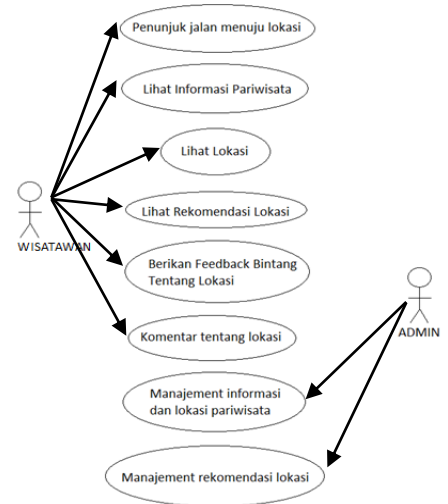 Penunjuk jalan menuju lokasi
Lihat Informasi Pariwisata
Lihat Lokasi
Lihat Rekomendasi Lokasi
WISATAWAN
Berikan Feedback Bintang
Tentang Lokasi
ADMIN
Komentar tentang lokasi
Manajement informasi
dan lokasi pariwisata
Manajement rekomendasi lokasi